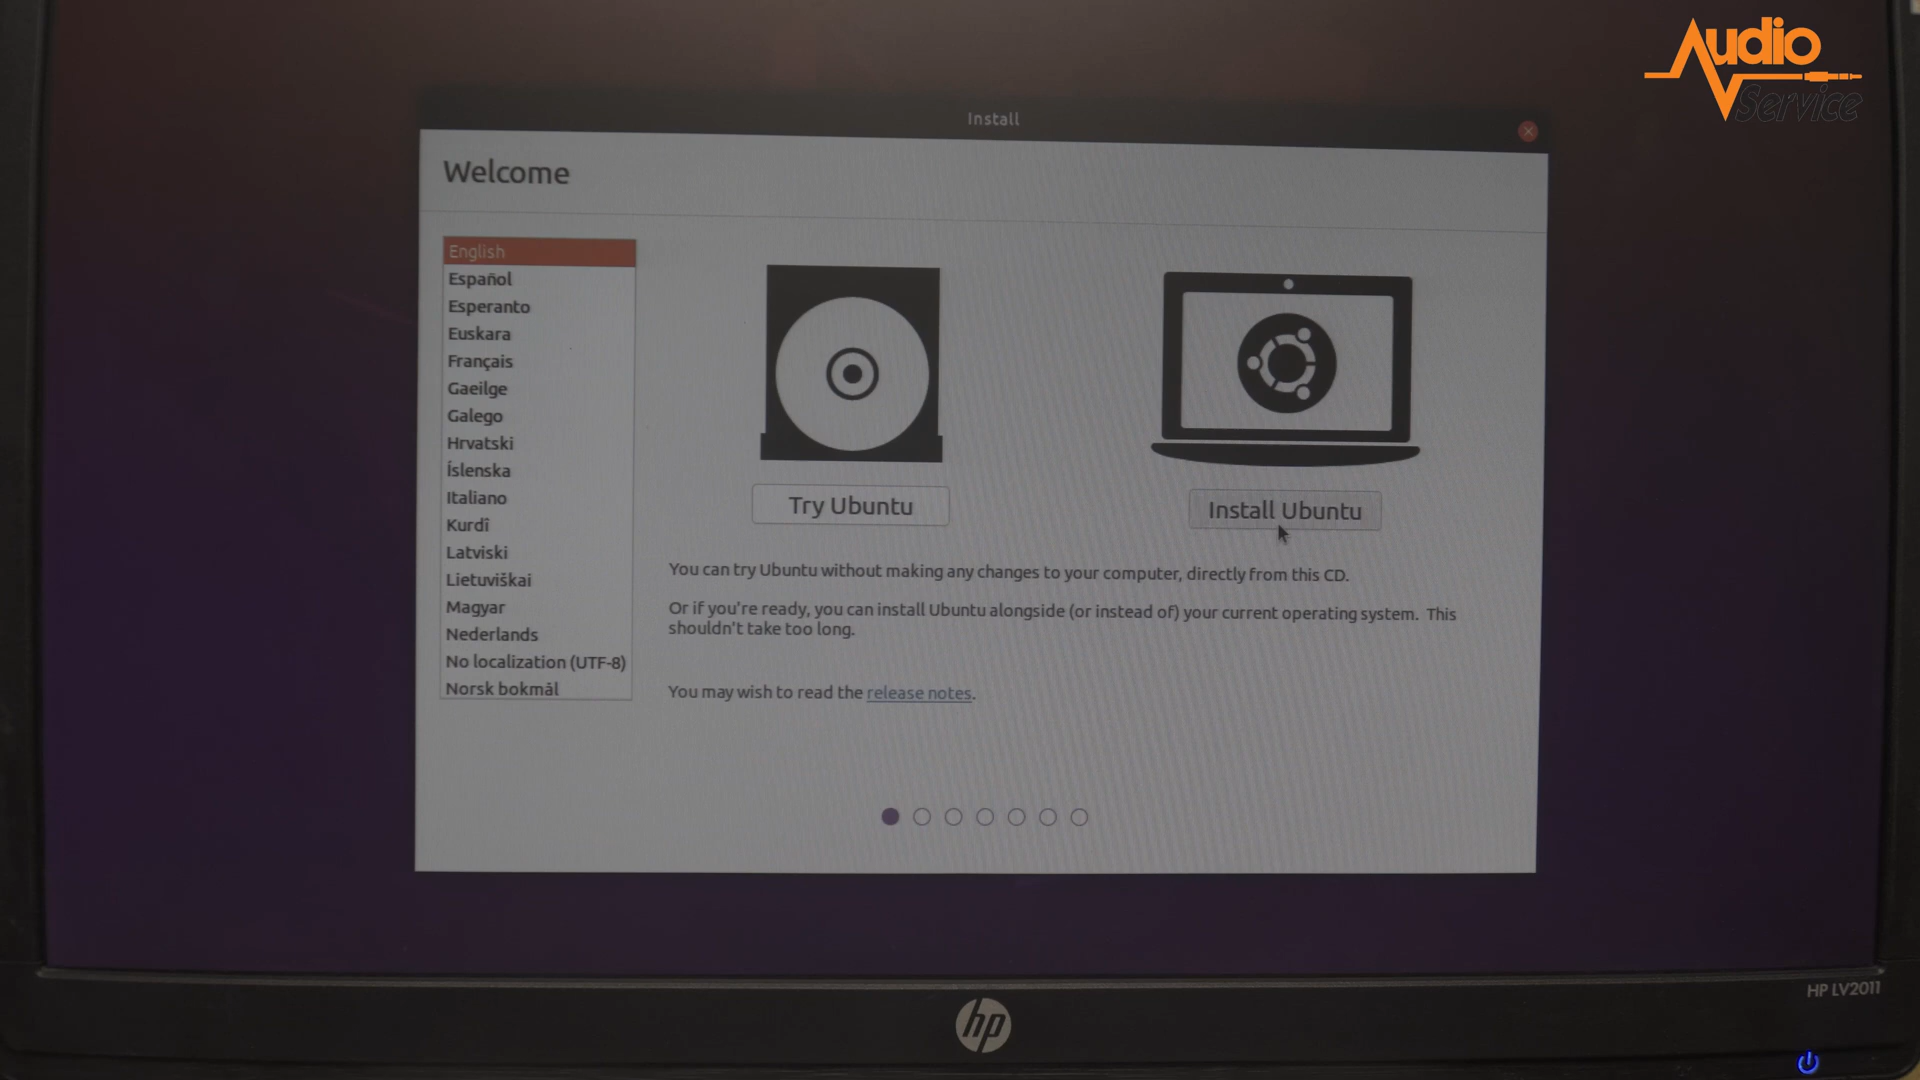 Audio
Service
Install
Welcome
English
Español
Esperanto
Euskara
Français
Gaeilge
Galego
Hrvatski
Íslenska
Italiano
Kurdî
Latviski
Lietuviškai
Magyar
Nederlands
No localization (UTF-8)
Norsk bokmål
Try Ubuntu
Install Ubuntu
You can try Ubuntu without making any changes to your computer, directly from this CD.
Or if you're ready, you can install Ubuntu alongside (or instead of) your current operating system. This
shouldn't take too long.
You may wish to read the release notes.
HP LV2011
hp